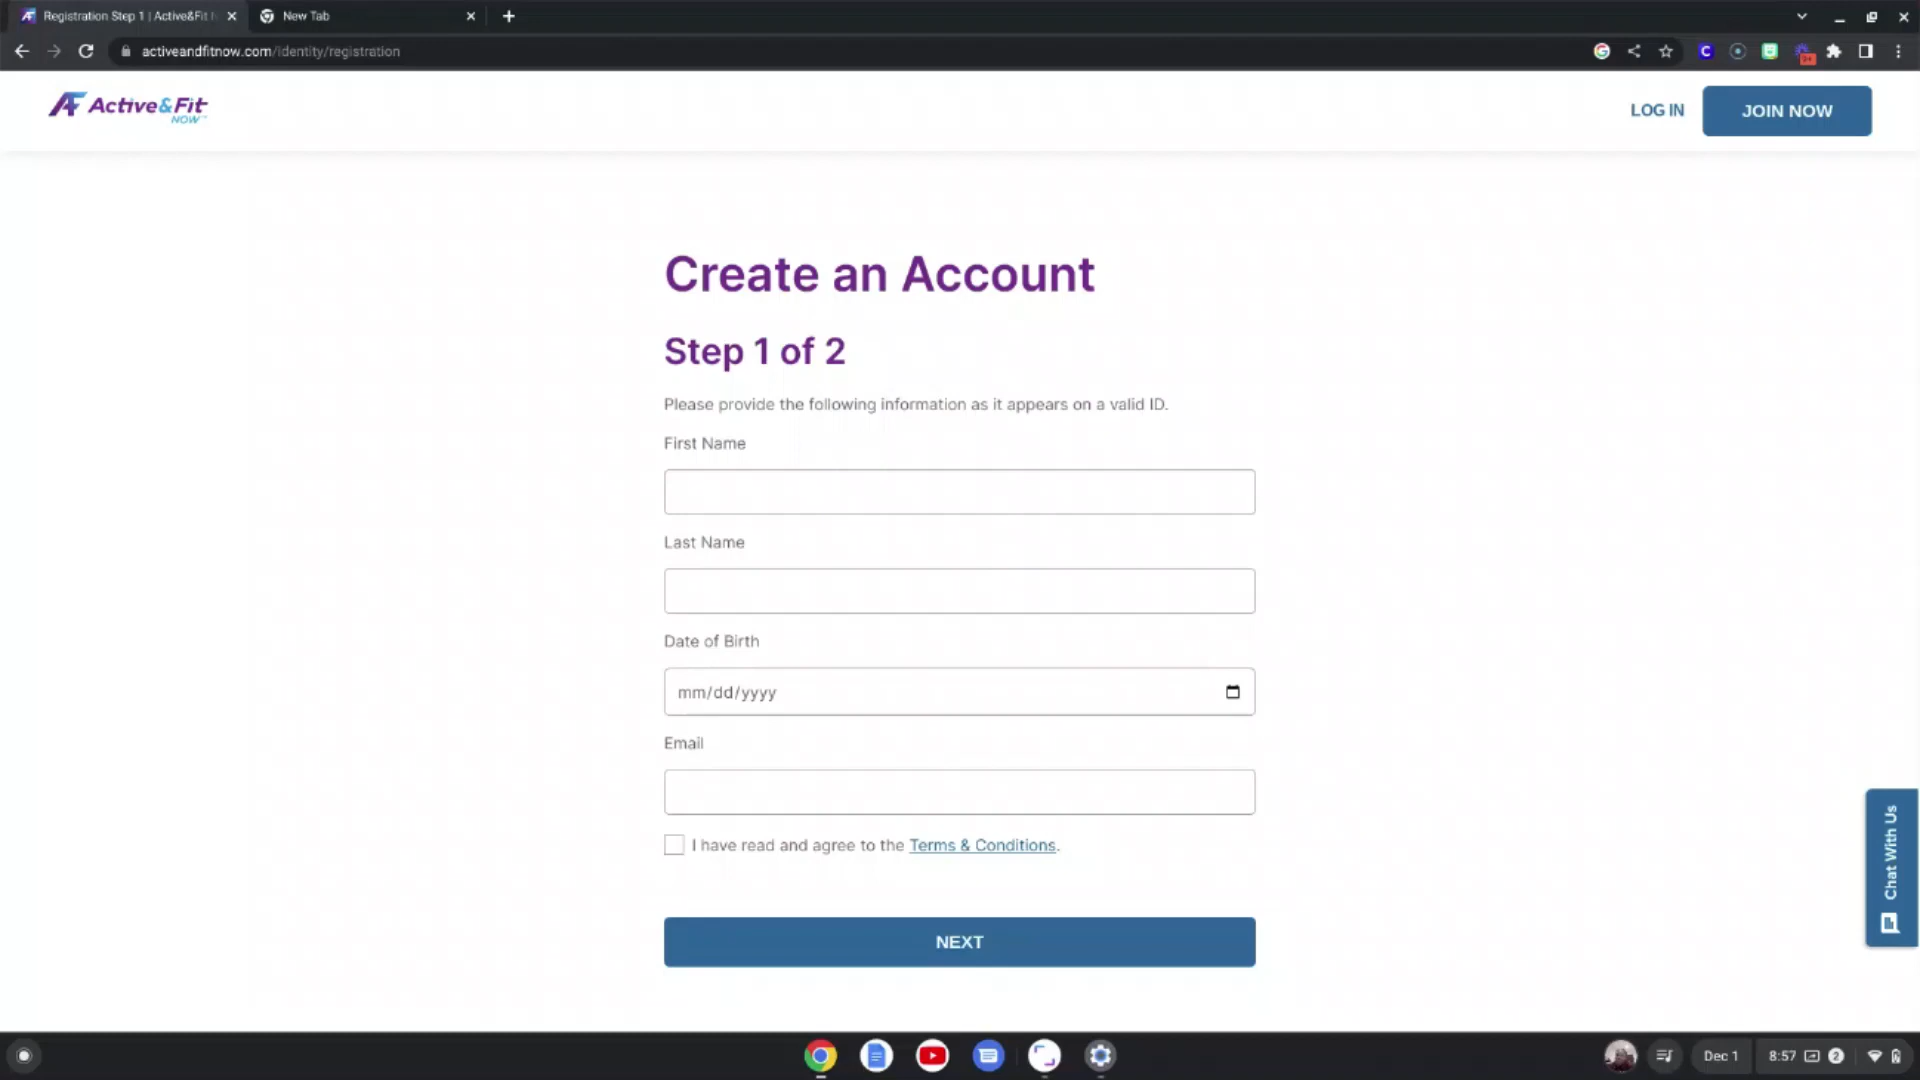 Registration Step 1 | Active&Fit
New Tab
activeandfitnow.com/identity/registration
Active&Fit
NOW
LOG IN
JOIN NOW
Create an Account
Step 1 of 2
Please provide the following information as it appears on a valid ID.
First Name
Last Name
Date of Birth
mm/dd/yyyy
Email
I have read and agree to the Terms & Conditions.
NEXT
Chat With Us
Dec 1
8:57
2